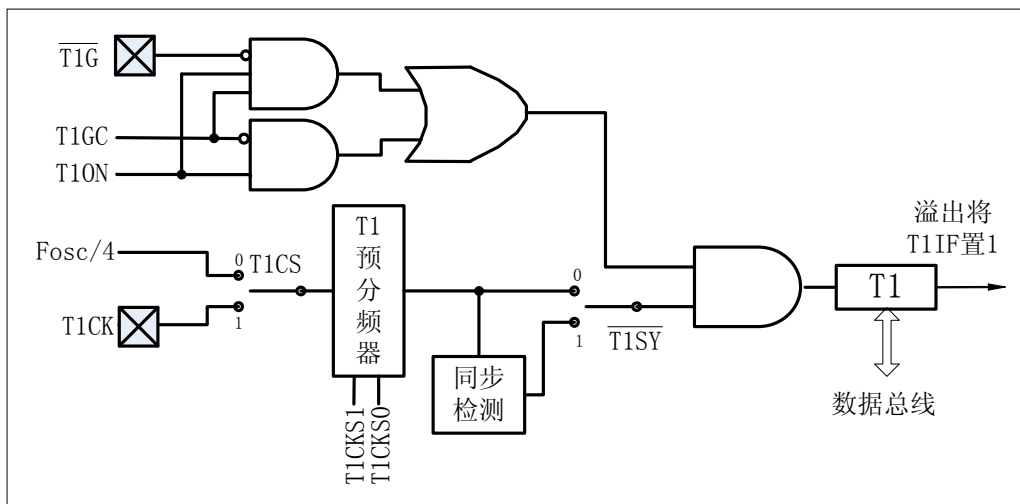 T1G
T1GC
T1ON
Fosc/4
0
T1CS
1
T1CK
T1
预
分
频
器
T1CKS1
T1CKS0
同步
检测
0
1
T1SY
T1
溢出将
T1IF置1
数据总线